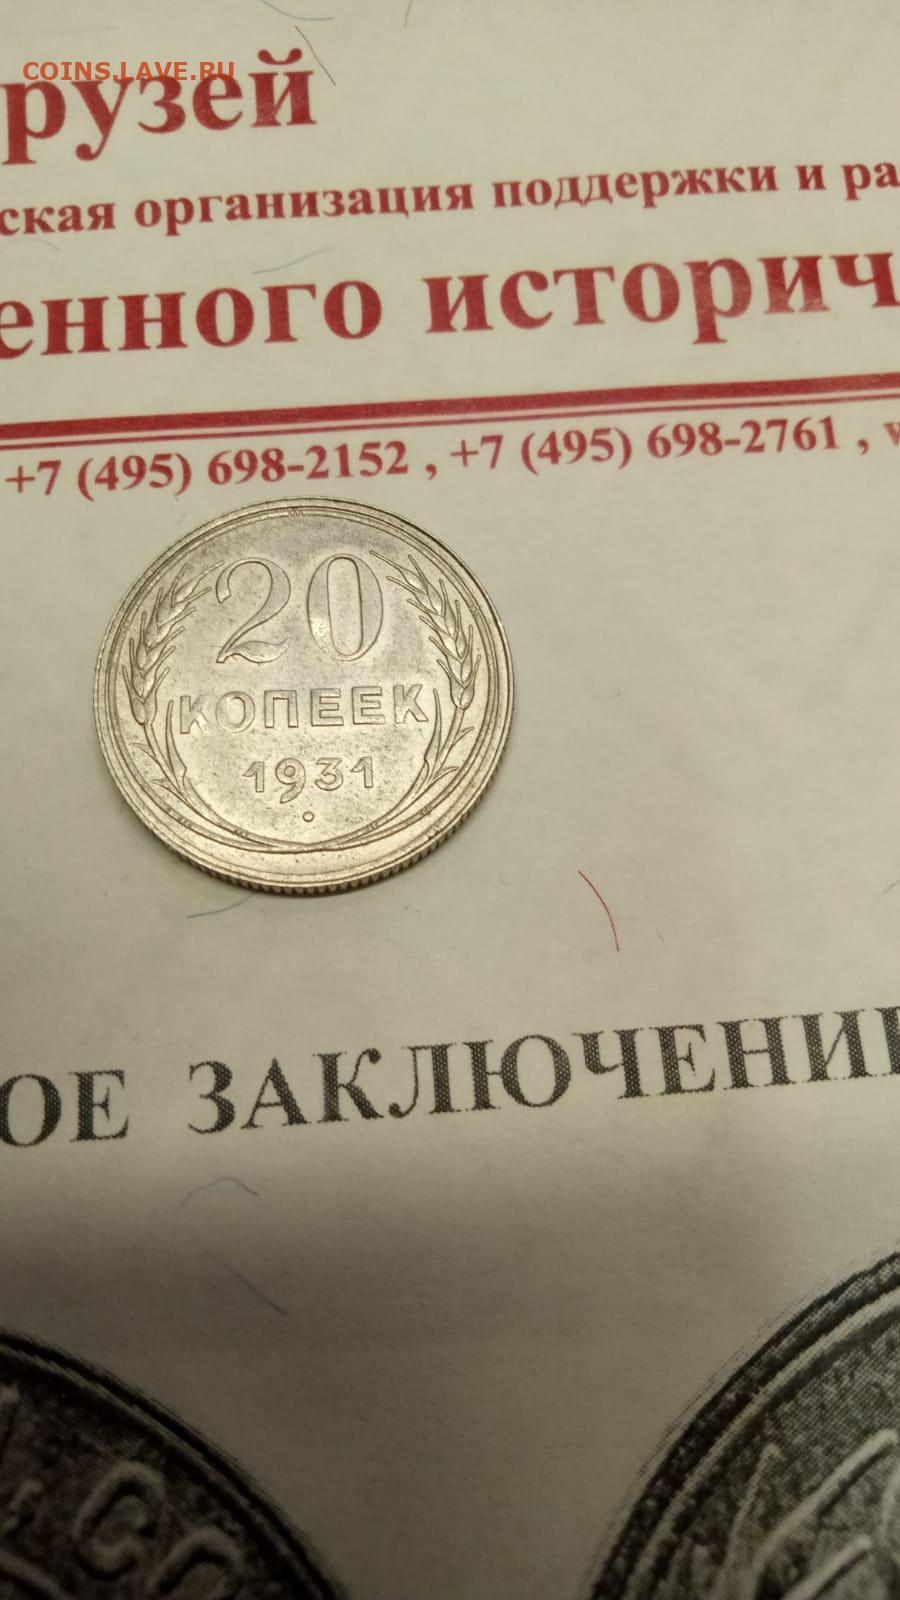 COINS.LAVE.RU
рузей
ская организация поддержки и ра
енного историч
+7 (495) 698-2152 , +7 (495) 698-2761 , w
20
КОПЕЕК
1931
ОЕ ЗАКЛЮЧЕНИ
СС